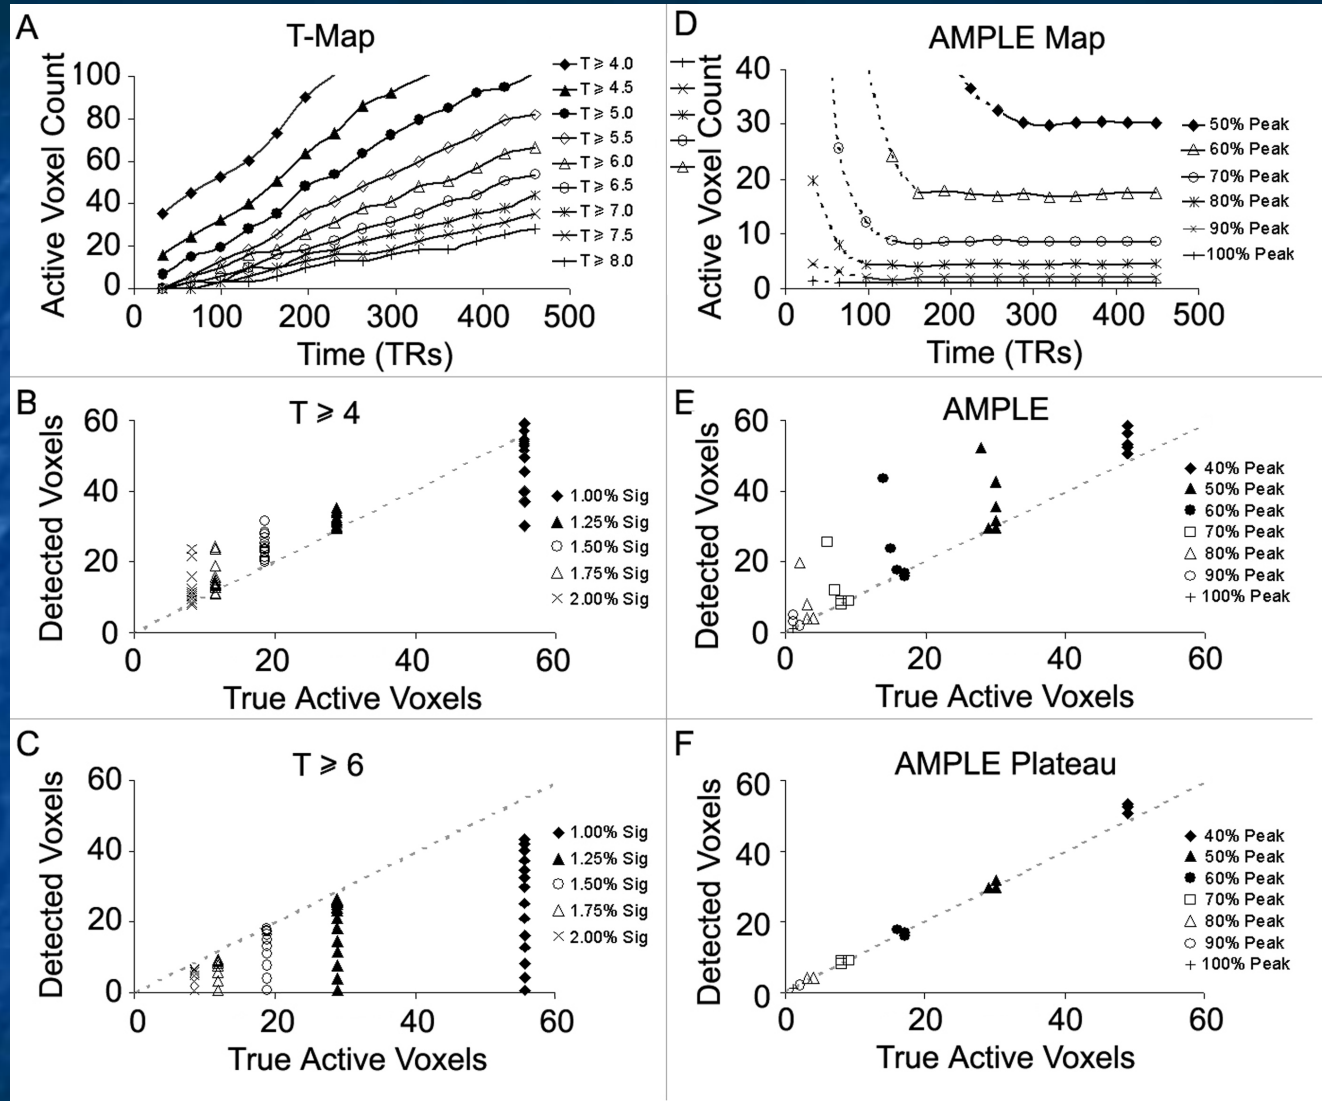 A
T-Map
Active Voxel Count
100
80
60
40
20
0
0
100
200
300
400
500
Time (TRs)
T ⩾ 4.0
T ⩾ 4.5
T ⩾ 5.0
T ⩾ 5.5
T ⩾ 6.0
T ⩾ 6.5
T ⩾ 7.0
T ⩾ 7.5
T ⩾ 8.0
D
AMPLE Map
Active Voxel Count
40
30
20
10
0
0
100
200
300
400
500
Time (TRs)
50% Peak
60% Peak
70% Peak
80% Peak
90% Peak
100% Peak
B
T ⩾ 4
Detected Voxels
60
40
20
0
0
20
40
60
True Active Voxels
1.00% Sig
1.25% Sig
1.50% Sig
1.75% Sig
2.00% Sig
E
AMPLE
Detected Voxels
60
40
20
0
0
20
40
60
True Active Voxels
40% Peak
50% Peak
60% Peak
70% Peak
80% Peak
90% Peak
100% Peak
C
T ⩾ 6
Detected Voxels
60
40
20
0
0
20
40
60
True Active Voxels
1.00% Sig
1.25% Sig
1.50% Sig
1.75% Sig
2.00% Sig
F
AMPLE Plateau
Detected Voxels
60
40
20
0
0
20
40
60
True Active Voxels
40% Peak
50% Peak
60% Peak
70% Peak
80% Peak
90% Peak
100% Peak